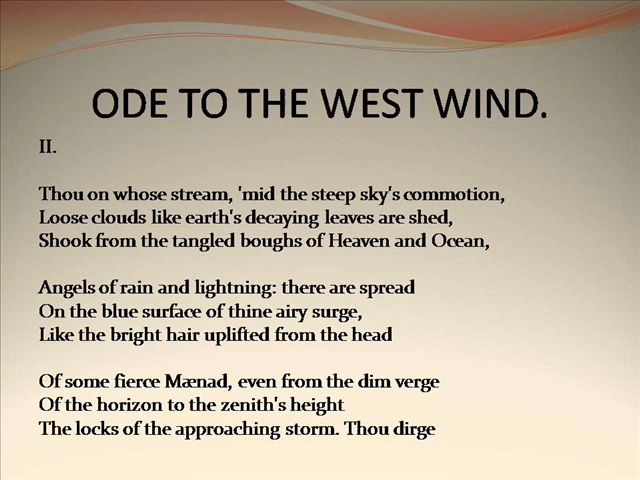 ODE TO THE WEST WIND.
II.
Thou on whose stream, 'mid the steep sky's commotion,
Loose clouds like earth's decaying leaves are shed,
Shook from the tangled boughs of Heaven and Ocean,
Angels of rain and lightning: there are spread
On the blue surface of thine airy surge,
Like the bright hair uplifted from the head
Of some fierce Mænad, even from the dim verge
Of the horizon to the zenith's height
The locks of the approaching storm. Thou dirge